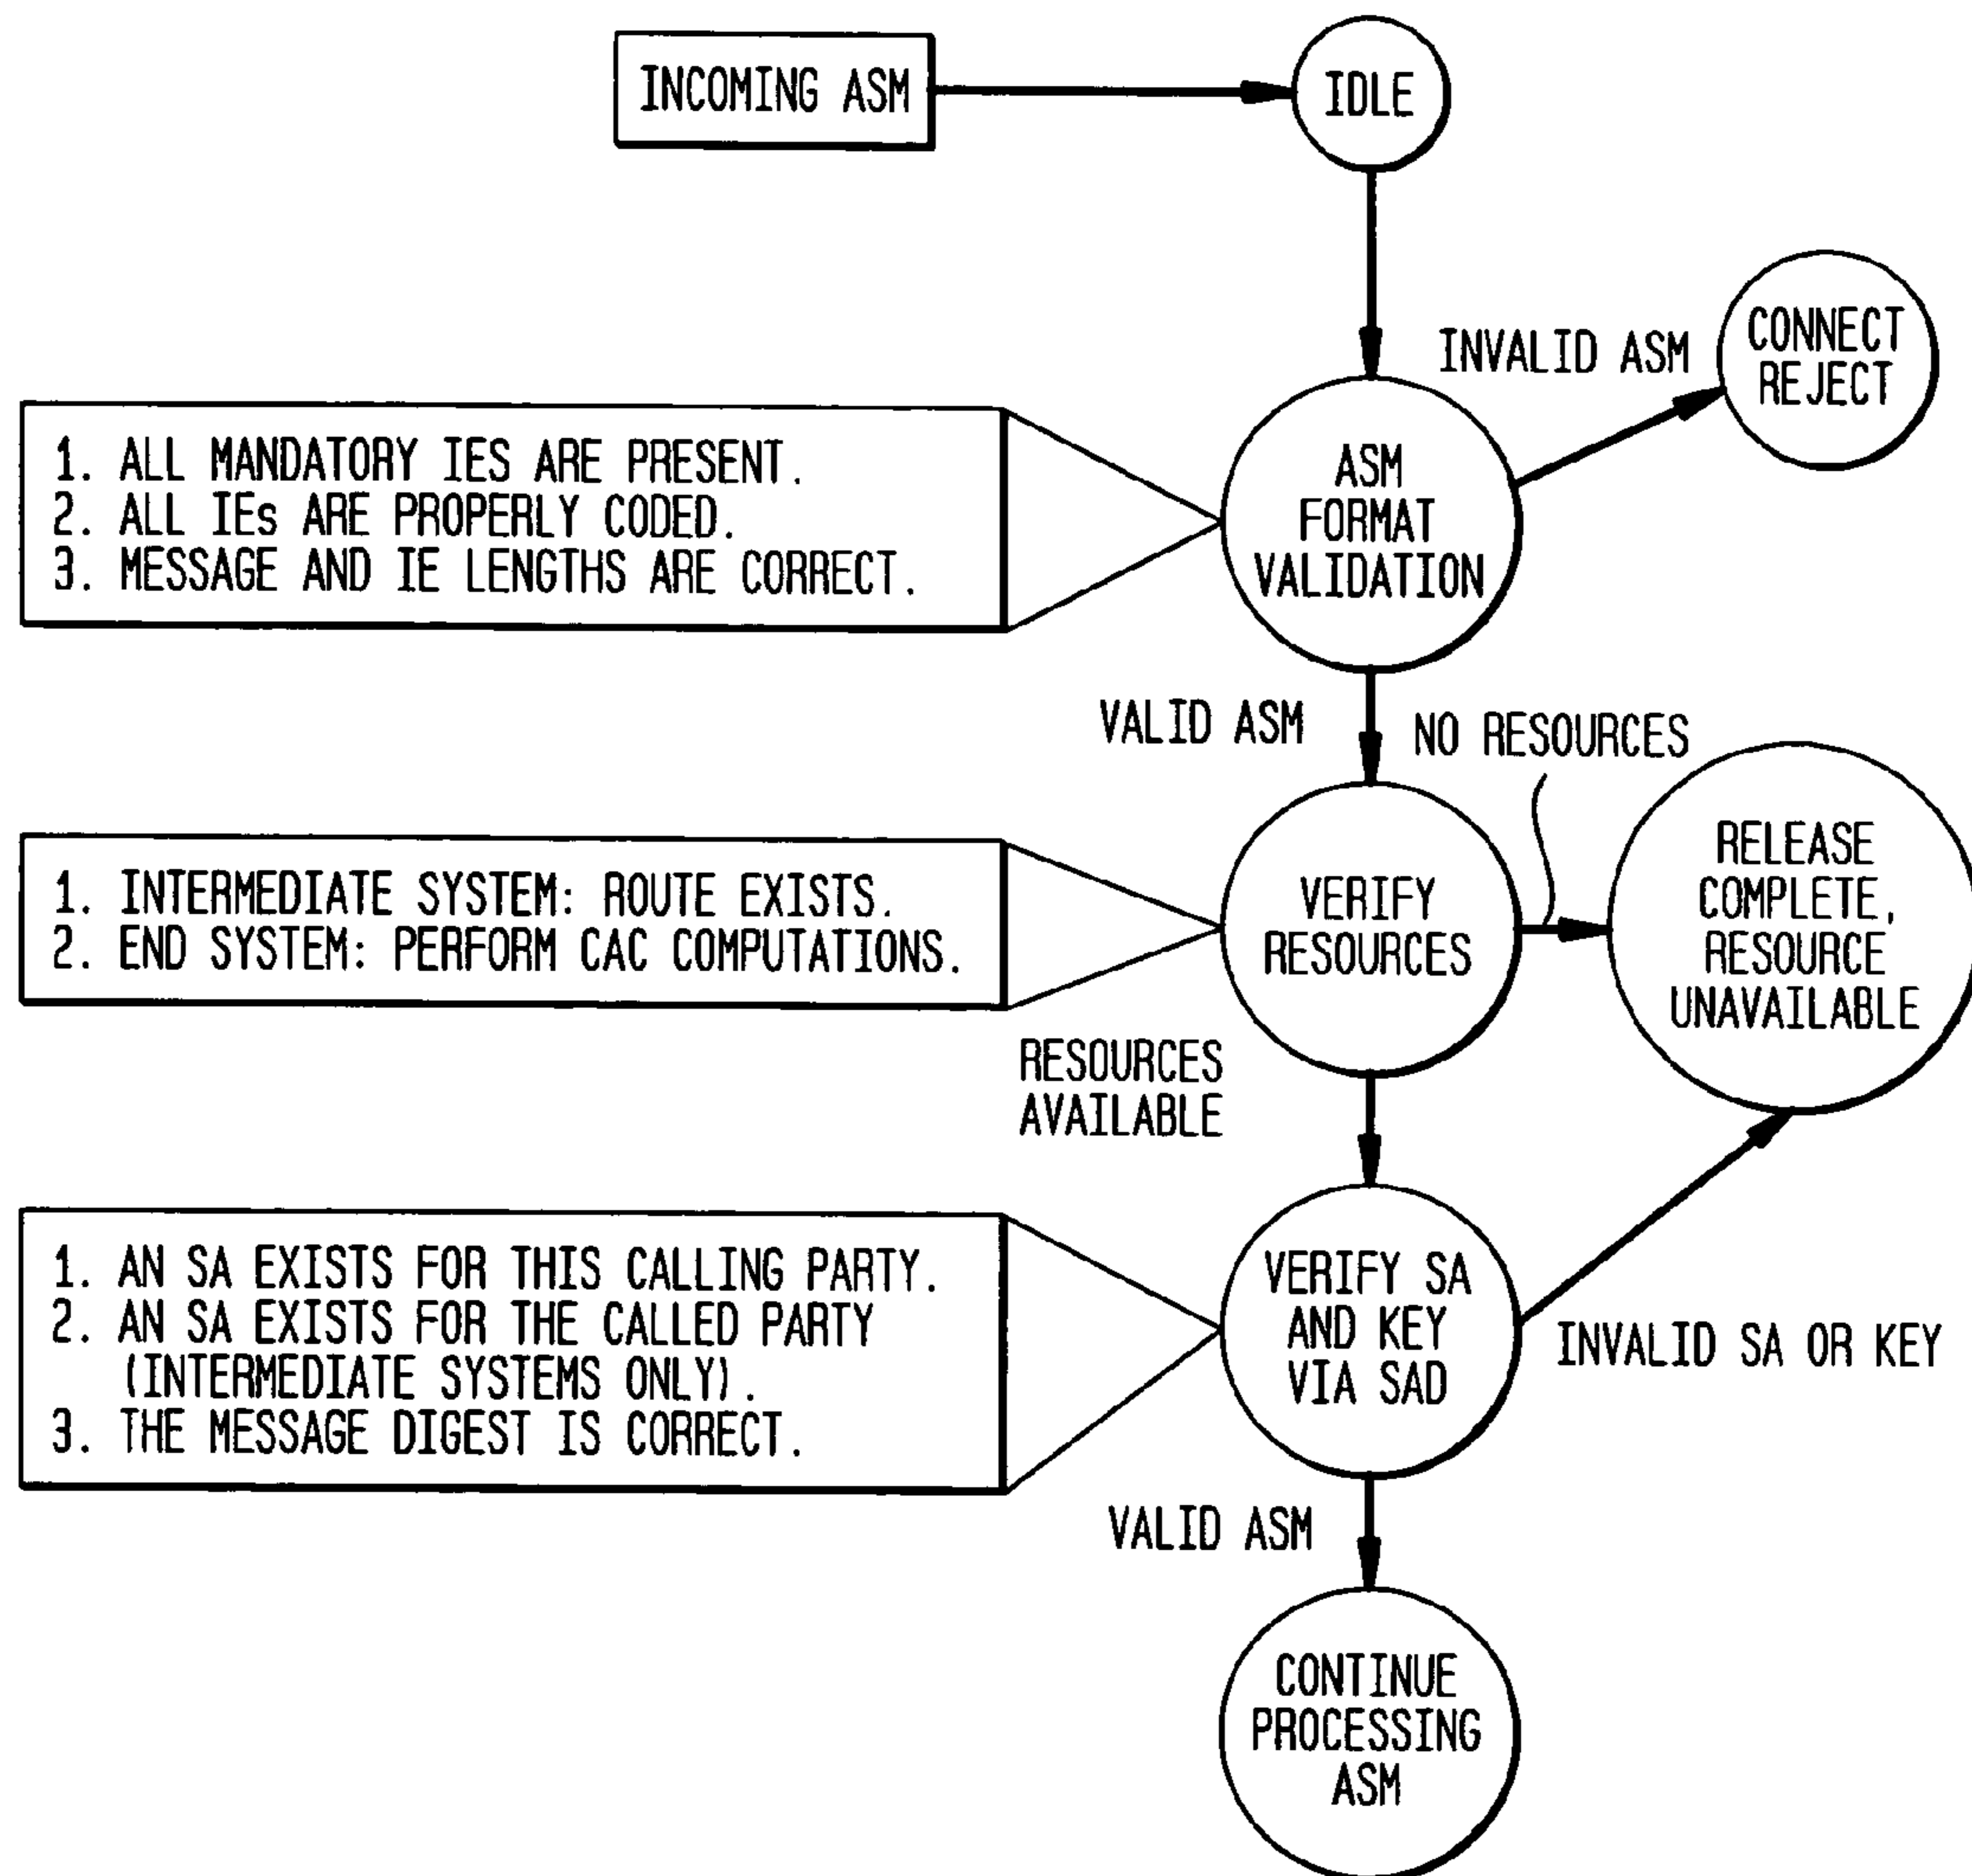 INCOMING ASM
IDLE
INVALID ASM
CONNECT
REJECT
1. ALL MANDATORY IES ARE PRESENT.
2. ALL IEs ARE PROPERLY CODED.
3. MESSAGE AND IE LENGTHS ARE CORRECT.
ASM
FORMAT
VALIDATION
VALID ASM
NO RESOURCES
1. INTERMEDIATE SYSTEM: ROUTE EXISTS.
2. END SYSTEM: PERFORM CAC COMPUTATIONS.
VERIFY
RESOURCES
RELEASE
COMPLETE,
RESOURCE
UNAVAILABLE
RESOURCES
AVAILABLE
1. AN SA EXISTS FOR THIS CALLING PARTY.
2. AN SA EXISTS FOR THE CALLED PARTY
(INTERMEDIATE SYSTEMS ONLY).
3. THE MESSAGE DIGEST IS CORRECT.
VERIFY SA
AND KEY
VIA SAD
INVALID SA OR KEY
VALID ASM
CONTINUE
PROCESSING
ASM